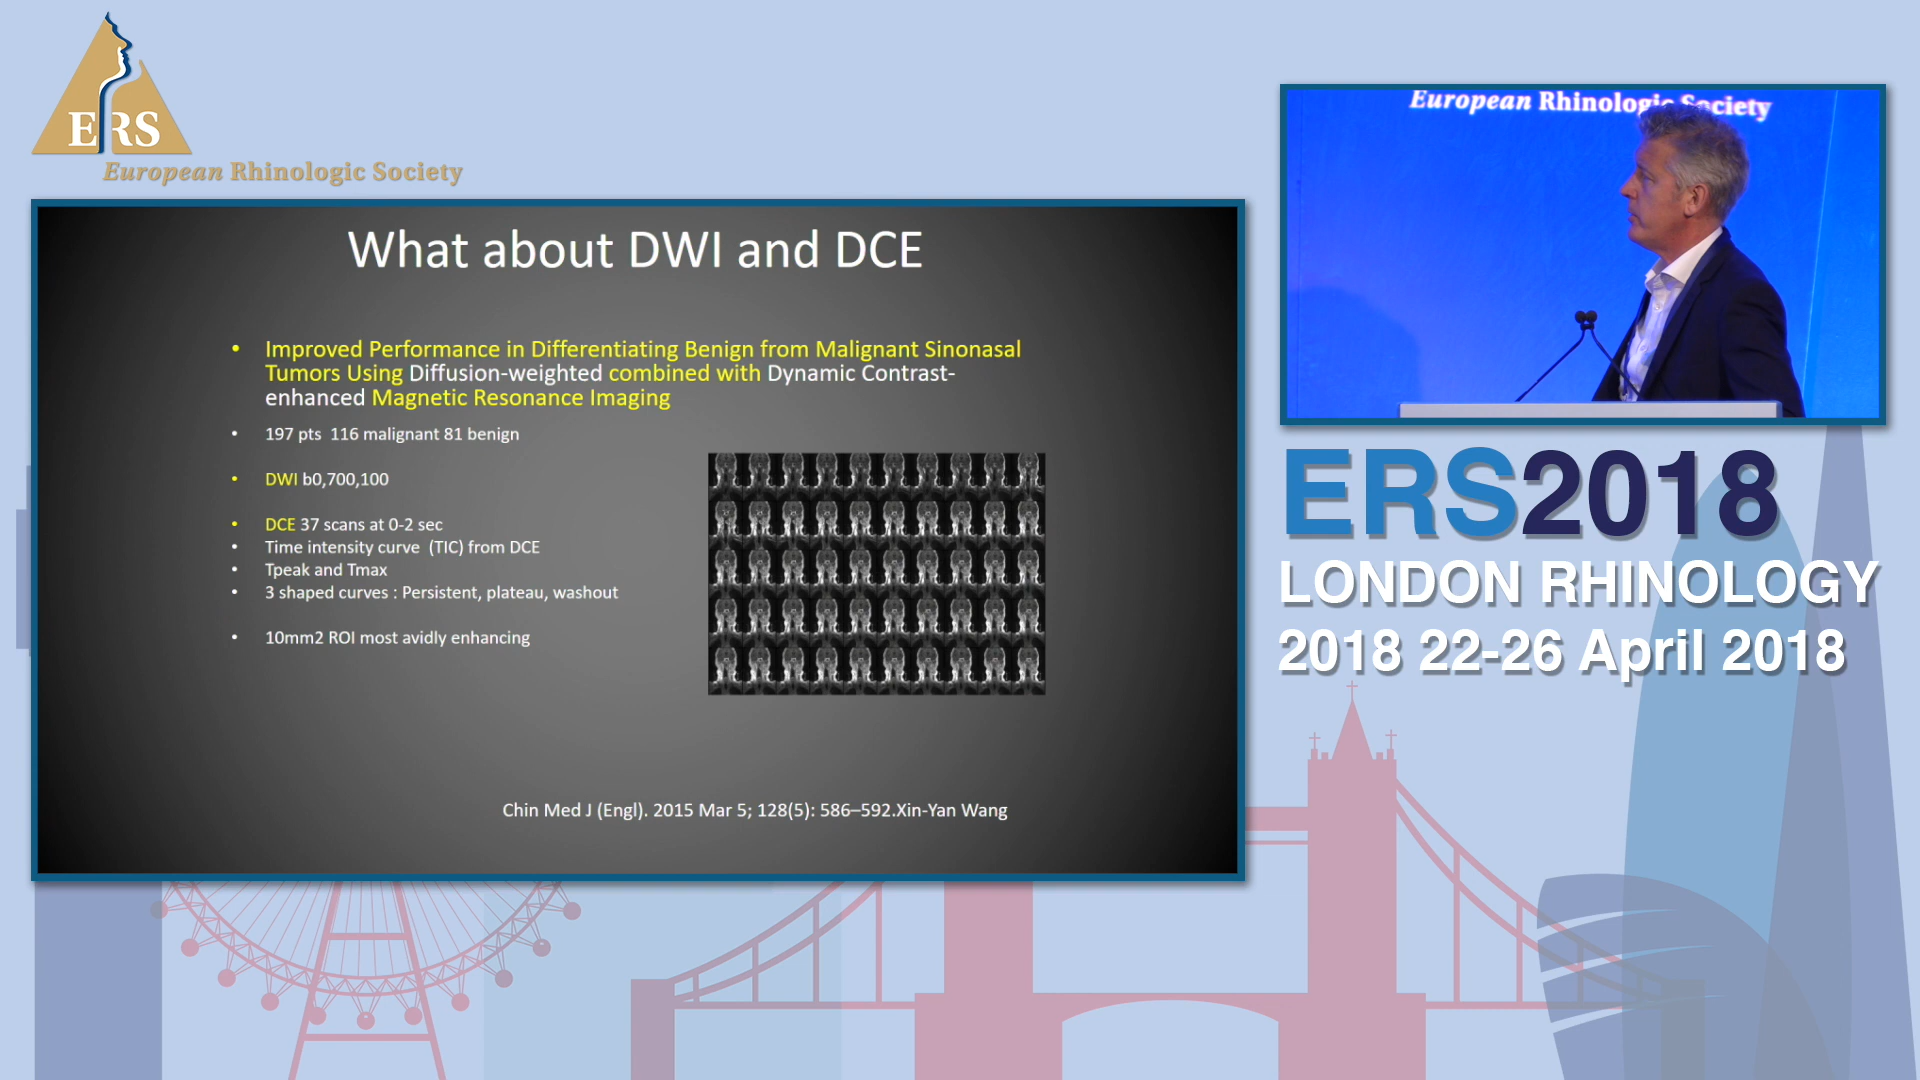 ERS
European Rhinologic Society
What about DWI and DCE
• Improved Performance in Differentiating Benign from Malignant Sinonasal
Tumors Using Diffusion-weighted combined with Dynamic Contrast-
enhanced Magnetic Resonance Imaging
• 197 pts 116 malignant 81 benign
• DWI b0,700,100
• DCE 37 scans at 0-2 sec
• Time intensity curve (TIC) from DCE
• Tpeak and Tmax
• 3 shaped curves : Persistent, plateau, washout
• 10mm2 ROI most avidly enhancing
Chin Med J (Engl). 2015 Mar 5; 128(5): 586–592.Xin-Yan Wang
European Rhinologic Society
ERS2018
LONDON RHINOLOGY
2018 22-26 April 2018